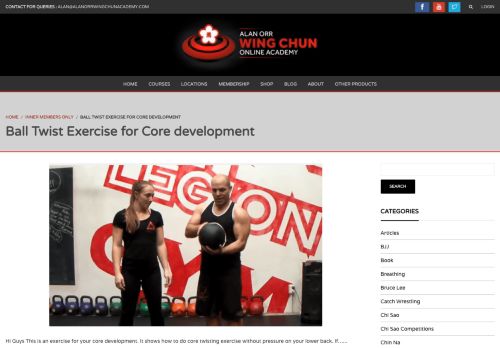 CONTACT FOR QUERIES : ALAN@ALANORRWINGCHUNACADEMY.COM
LOGIN
ALAN ORR
WING CHUN
ONLINE ACADEMY
HOME COURSES LOCATIONS MEMBERSHIP SHOP BLOG ABOUT OTHER PRODUCTS
HOME / INNER MEMBERS ONLY / BALL TWIST EXERCISE FOR CORE DEVELOPMENT
Ball Twist Exercise for Core development
LEGION
GYM
SEARCH
CATEGORIES
Articles
BJJ
Book
Breathing
Bruce Lee
Catch Wrestling
Chi Sao
Chi Sao Competitions
Chin Na
Hi Guys This is an exercise for your core development. It shows how to do core twisting exercise without pressure on your lower back. If......